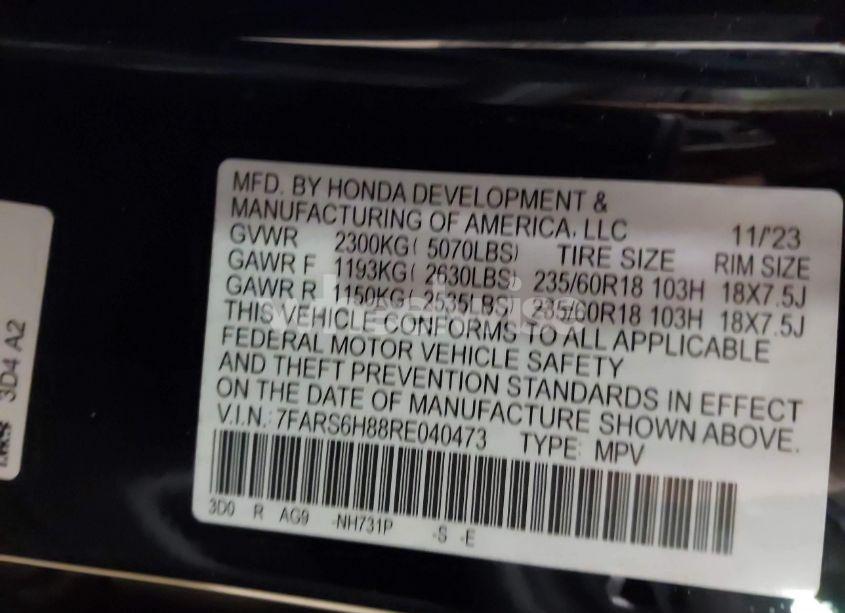 MFD. BY HONDA DEVELOPMENT &
MANUFACTURING OF AMERICA, LLC 11/'23
GVWR 2300KG( 5070LBS) TIRE SIZE RIM SIZE
GAWR F 1193KG( 2630LBS) 235/60R18 103H 18X7.5J
GAWR R 1150KG( 2535LBS) 235/60R18 103H 18X7.5J
THIS VEHICLE CONFORMS TO ALL APPLICABLE
FEDERAL MOTOR VEHICLE SAFETY
AND THEFT PREVENTION STANDARDS IN EFFECT
ON THE DATE OF MANUFACTURE SHOWN ABOVE.
V.I.N.: 7FARS6H88RE040473 TYPE: MPV
3D0 R AG9 -NH731P -S -E
3D4 A2